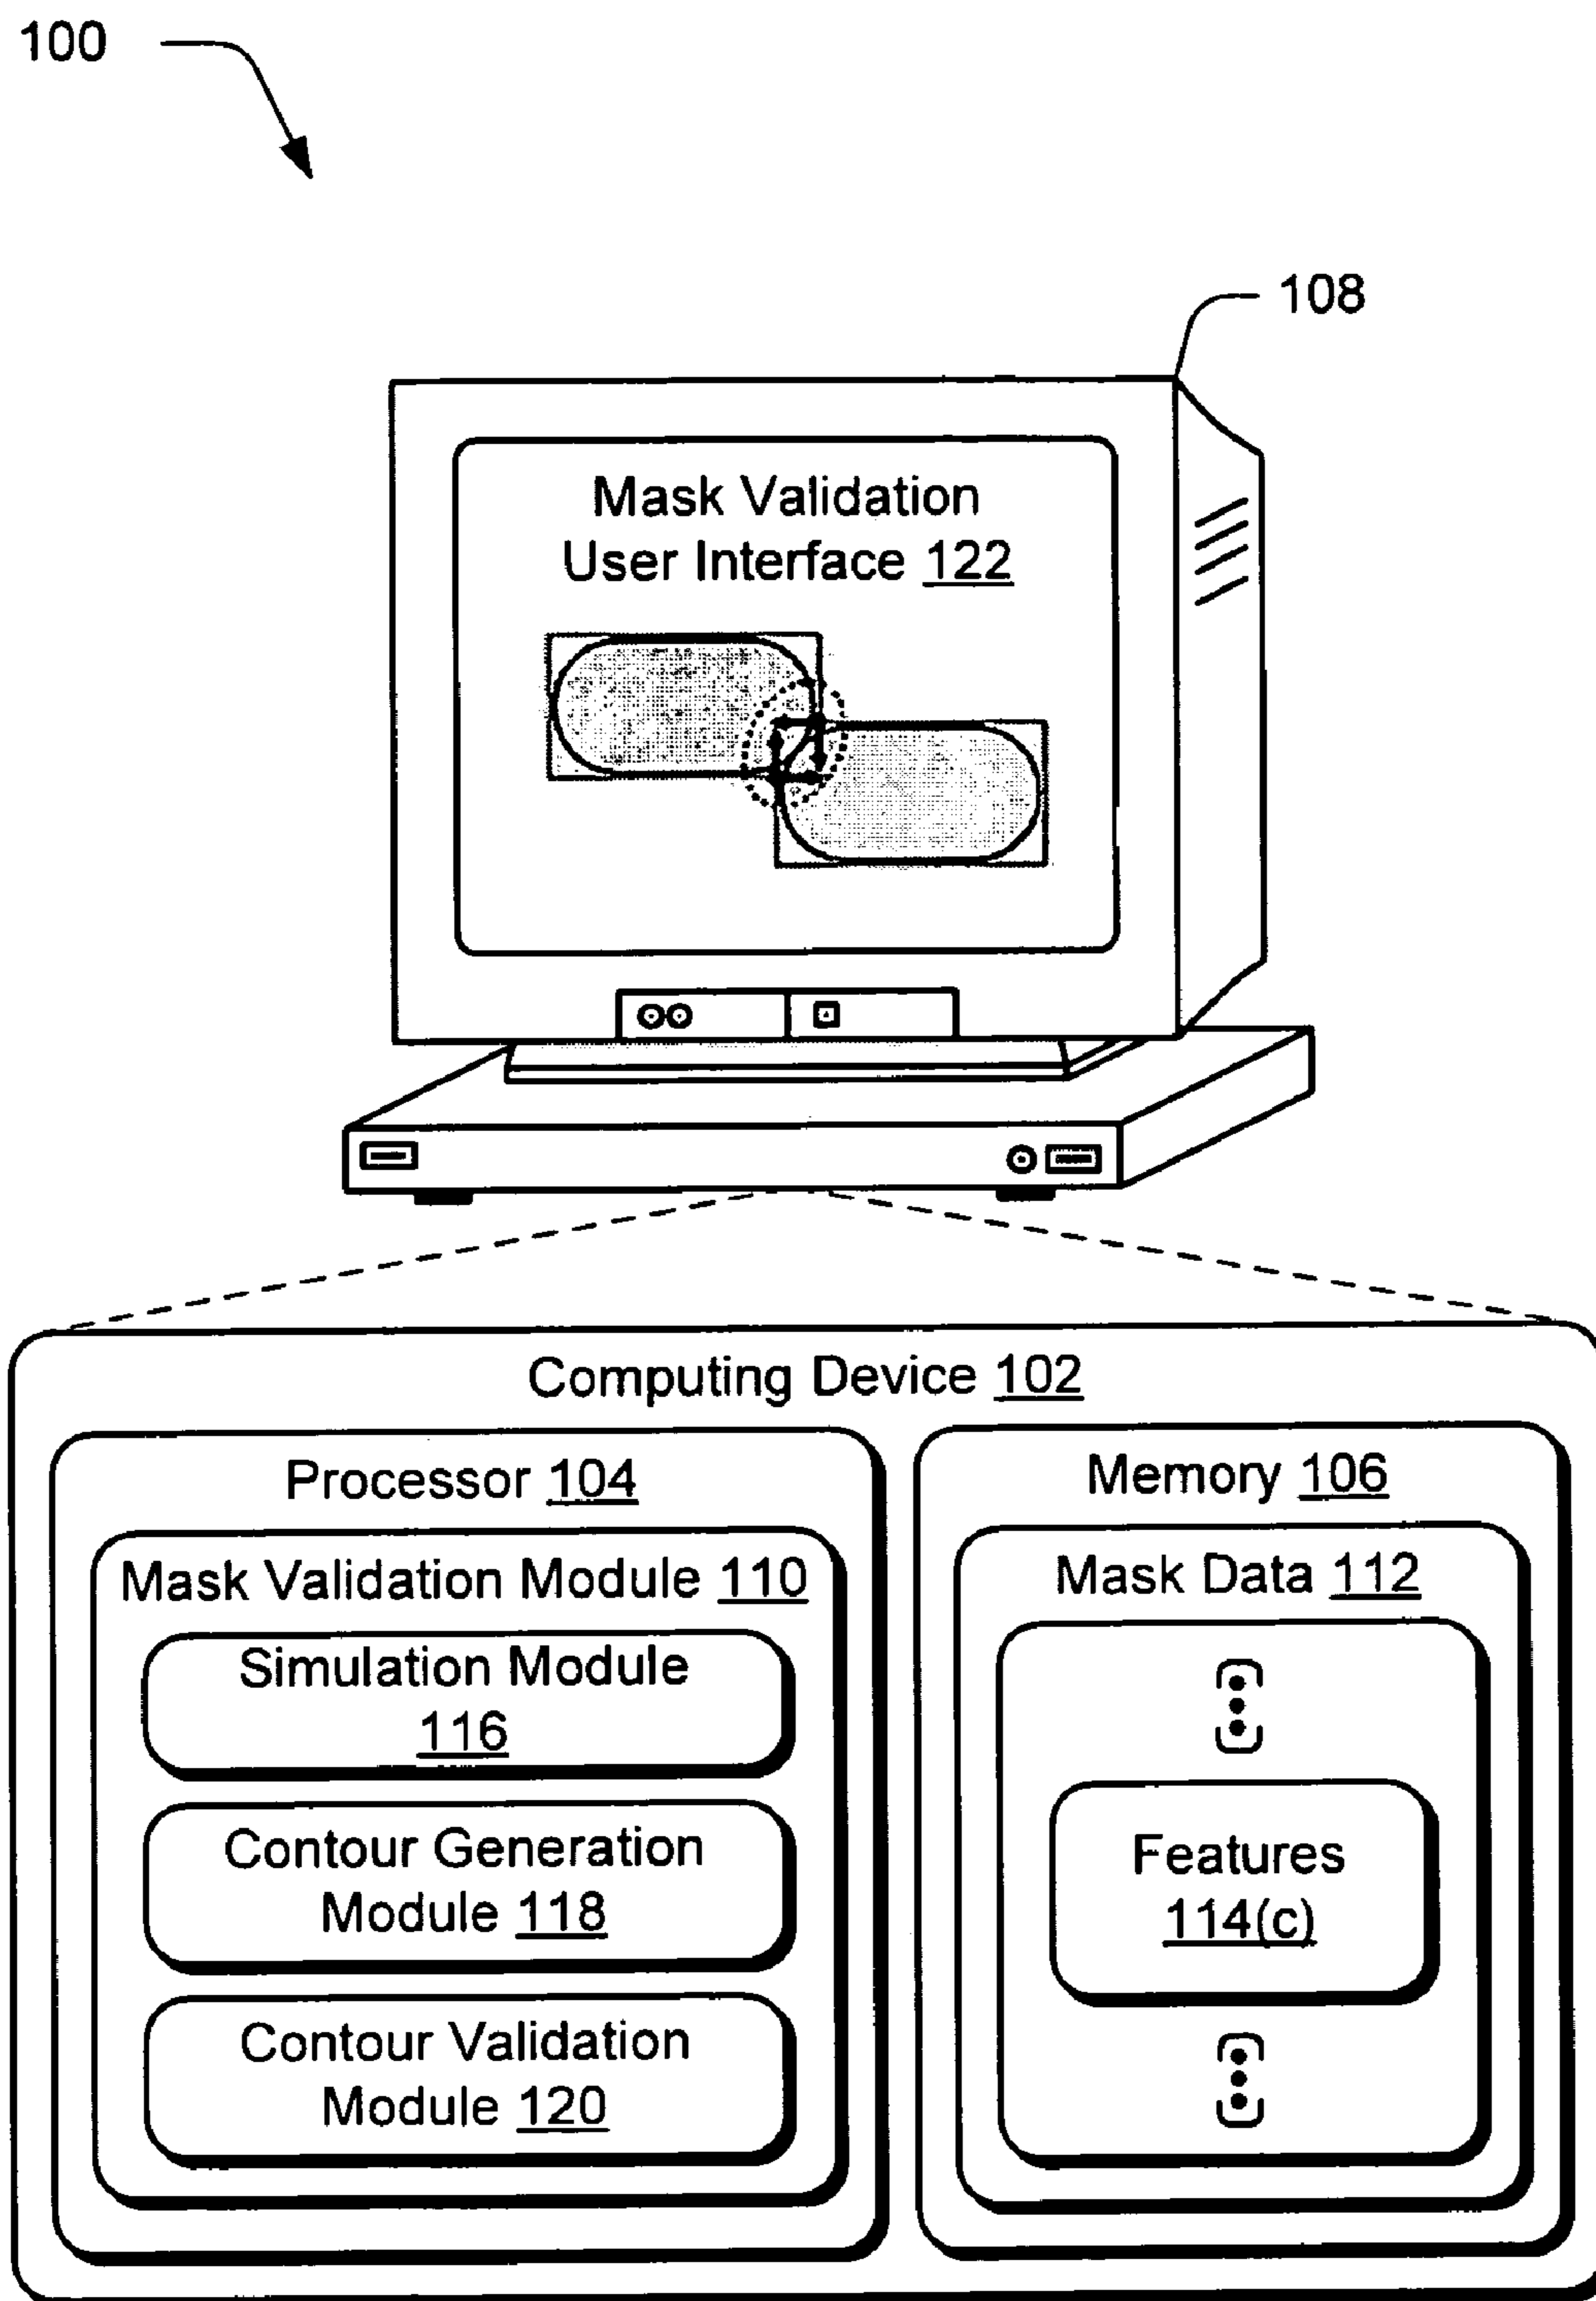 100
108
Mask Validation
User Interface 122
Computing Device 102
Processor 104
Mask Validation Module 110
Simulation Module
116
Contour Generation
Module 118
Contour Validation
Module 120
Memory 106
Mask Data 112
Features
114(c)